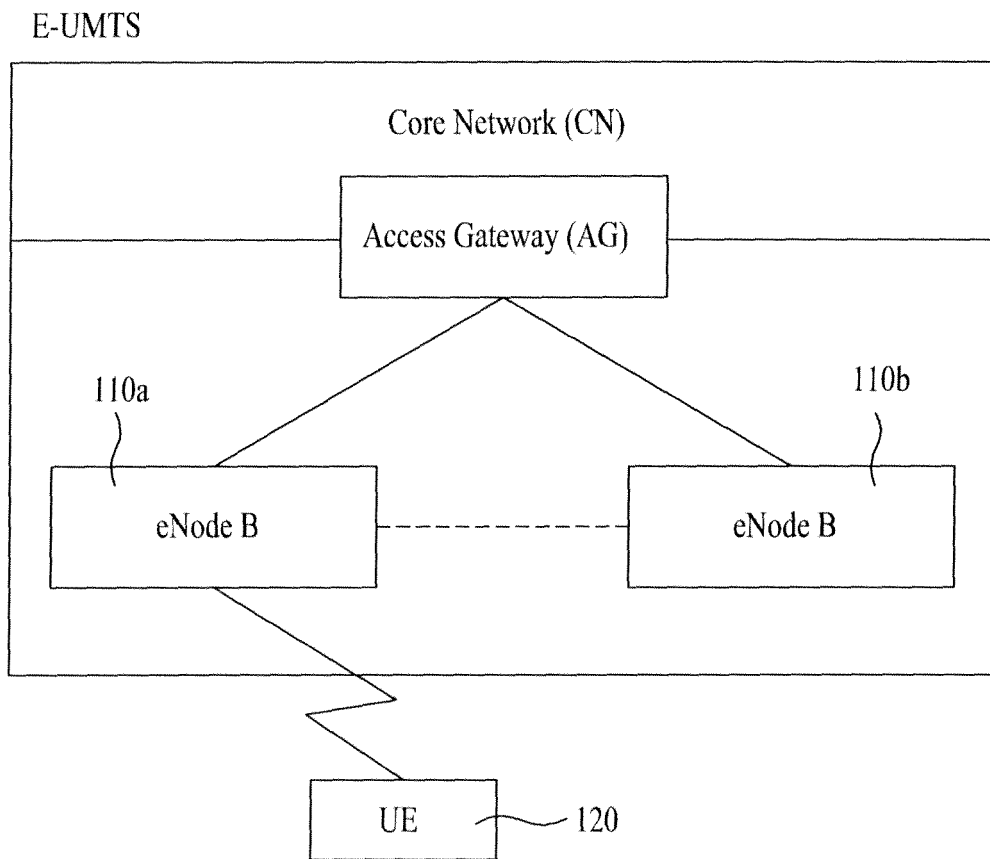 E-UMTS
Core Network (CN)
Access Gateway (AG)
110a
110b
eNode B
eNode B
UE
120